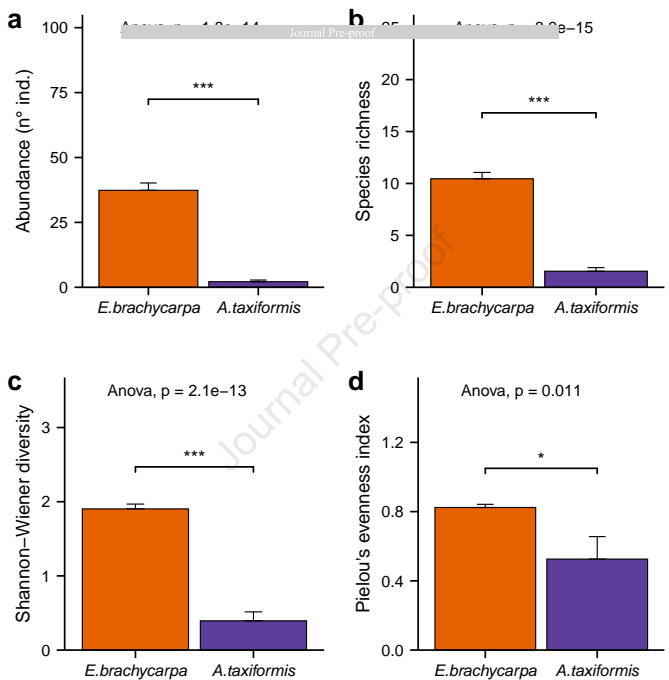 a
b
Journal Pre-proof
100
75
50
25
0
Abundance (n° ind.)
***
E.brachycarpa
A.taxiformis
20
15
10
5
0
Species richness
***
E.brachycarpa
A.taxiformis
Journal Pre-proof
c
Anova, p = 2.1e−13
3
2
1
0
Shannon−Wiener diversity
***
E.brachycarpa
A.taxiformis
d
Anova, p = 0.011
1.2
0.8
0.4
0.0
Pielou's evenness index
*
E.brachycarpa
A.taxiformis